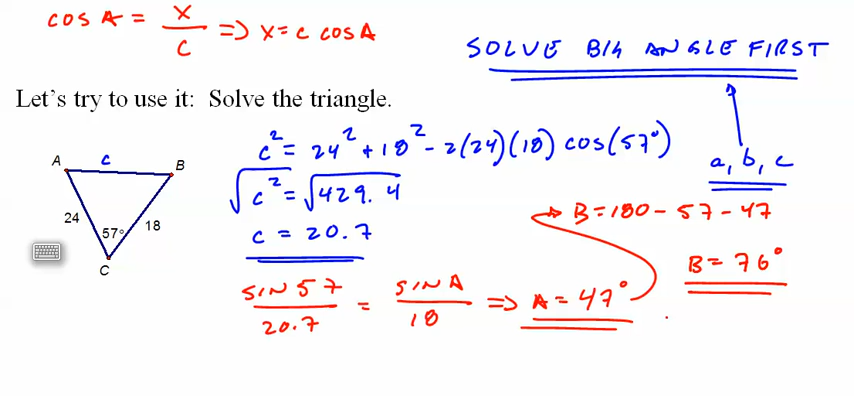 cos A = x/c => x = c cos A
SOLVE BIG ANGLE FIRST
Let's try to use it: Solve the triangle.
a, b, c
A c B
24 57° 18
C
c² = 24² + 18² - 2(24)(18) cos(57°)
√c² = √429.4
c = 20.7
sin 57/20.7 = sin A/18 => A = 47°
→ B = 180 - 57 - 47
B = 76°